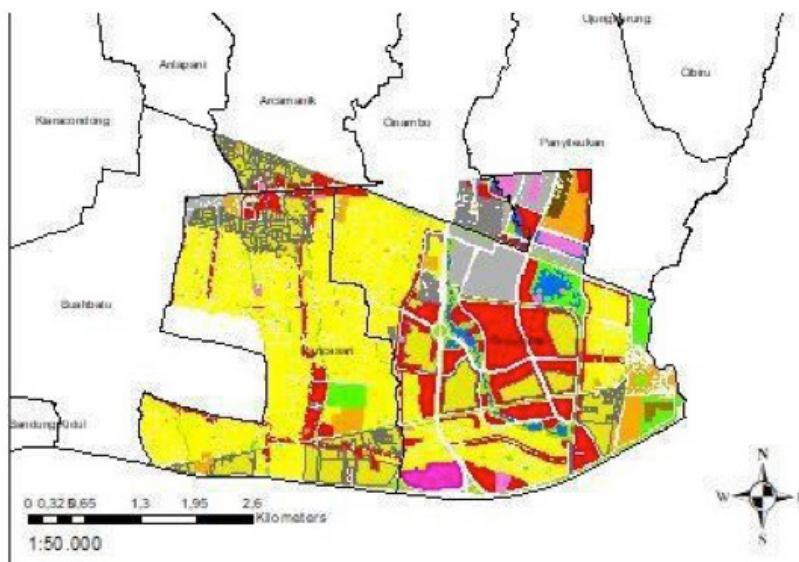 Ujungberung
Antapani
Cibiru
Arcamanik
Kiaracondong
Cinambo
Panyileukan
Buahbatu
Rancasari
Bandung Kidul
N
W
S
0 0,325 0,65 1,3 1,95 2,6
Kilometers
1:50.000